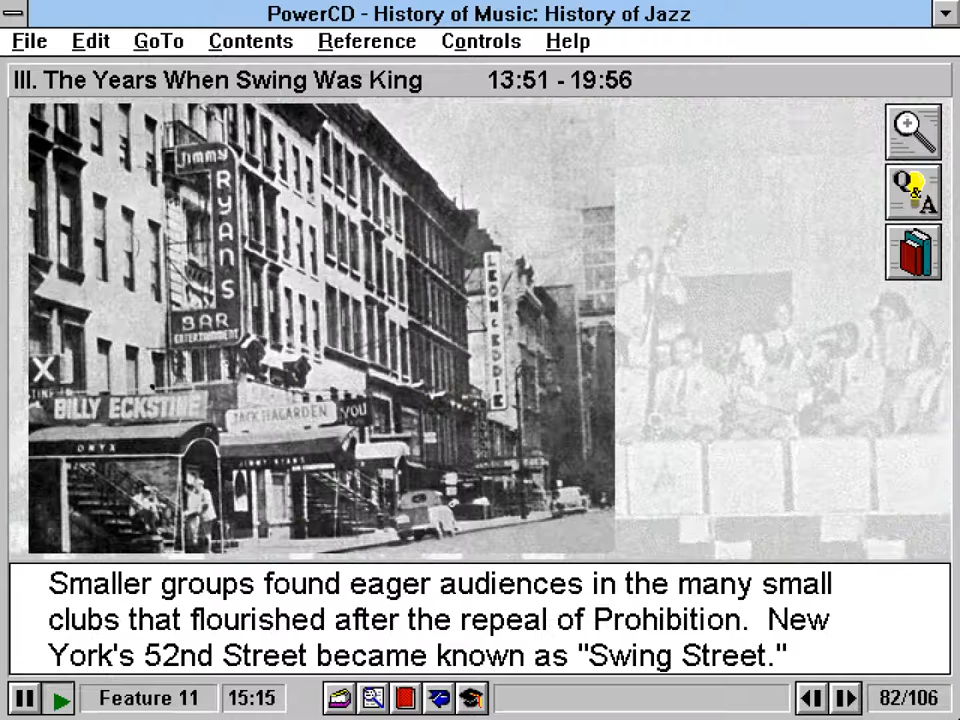 PowerCD - History of Music: History of Jazz
File Edit GoTo Contents Reference Controls Help
III. The Years When Swing Was King 13:51 - 19:56
Jimmy
RYANS
BAR
ENTERTAINMENT
LEON & EDDIE
X
BILLY ECKSTINE
JACK TEAGARDEN
YOU
ONYX
JIMMY RYANS
Q & A
Smaller groups found eager audiences in the many small
clubs that flourished after the repeal of Prohibition. New
York's 52nd Street became known as "Swing Street."
Feature 11 15:15 82/106